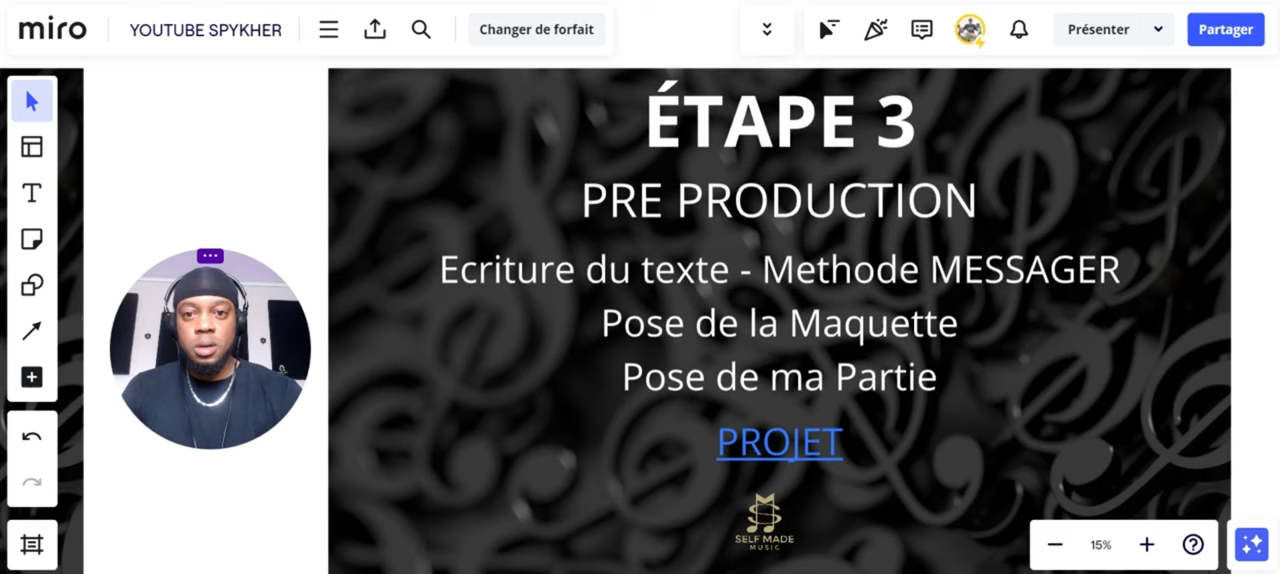 miro
YOUTUBE SPYKHER
Changer de forfait
Présenter
Partager
ÉTAPE 3
PRE PRODUCTION
Ecriture du texte - Methode MESSAGER
Pose de la Maquette
Pose de ma Partie
PROJET
SELF MADE
MUSIC
15%